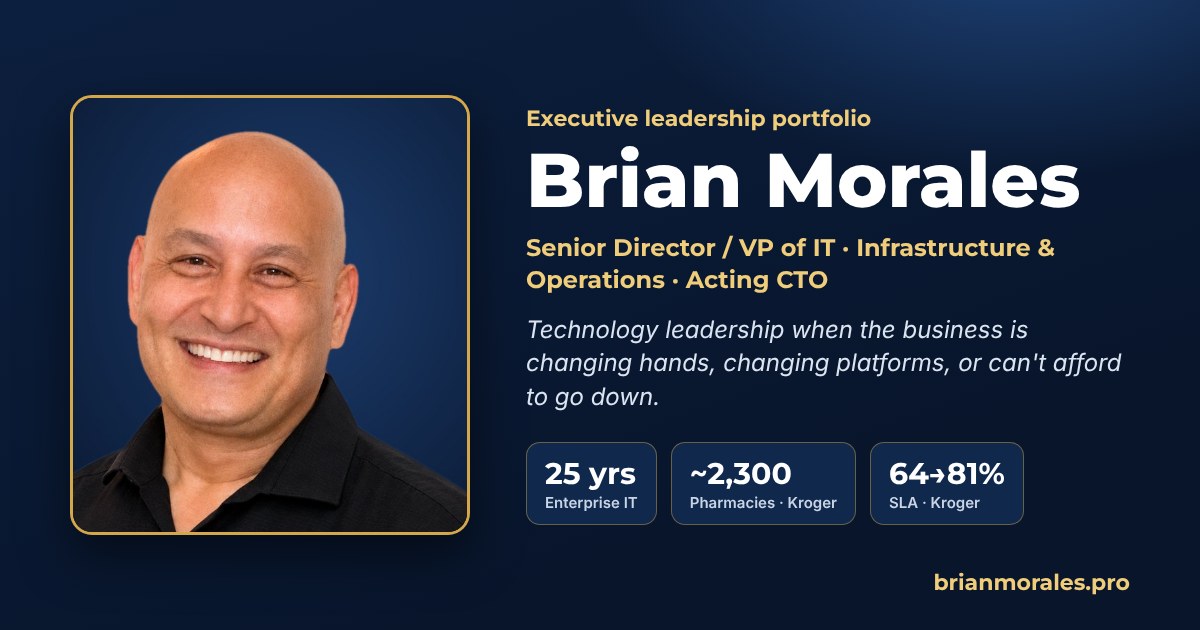 Executive leadership portfolio
Brian Morales
Senior Director / VP of IT · Infrastructure &
Operations · Acting CTO
Technology leadership when the business is
changing hands, changing platforms, or can't afford
to go down.
25 yrs
Enterprise IT
~2,300
Pharmacies · Kroger
64→81%
SLA · Kroger
brianmorales.pro